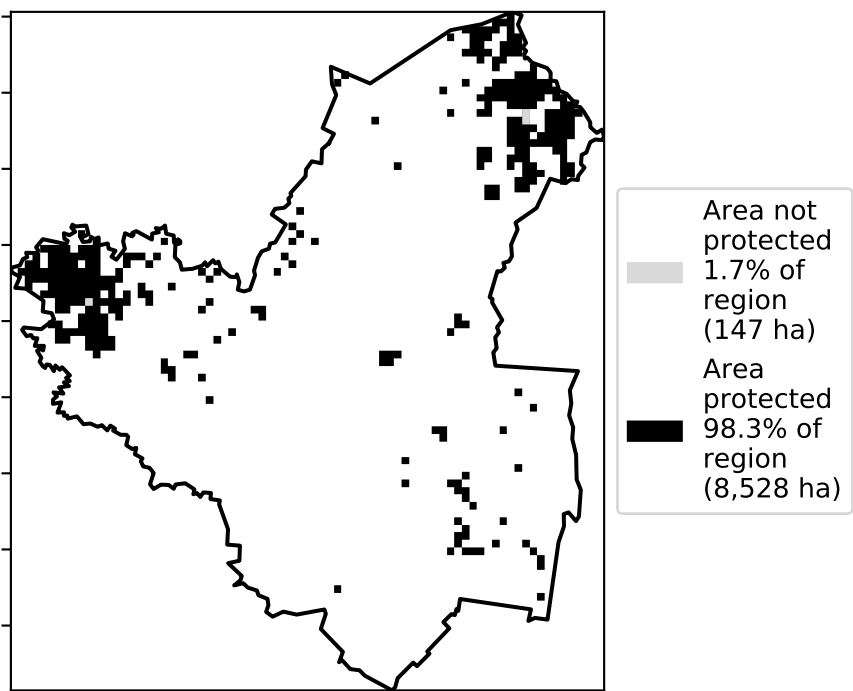 Area not
protected
1.7% of
region
(147 ha)
Area
protected
98.3% of
region
(8,528 ha)